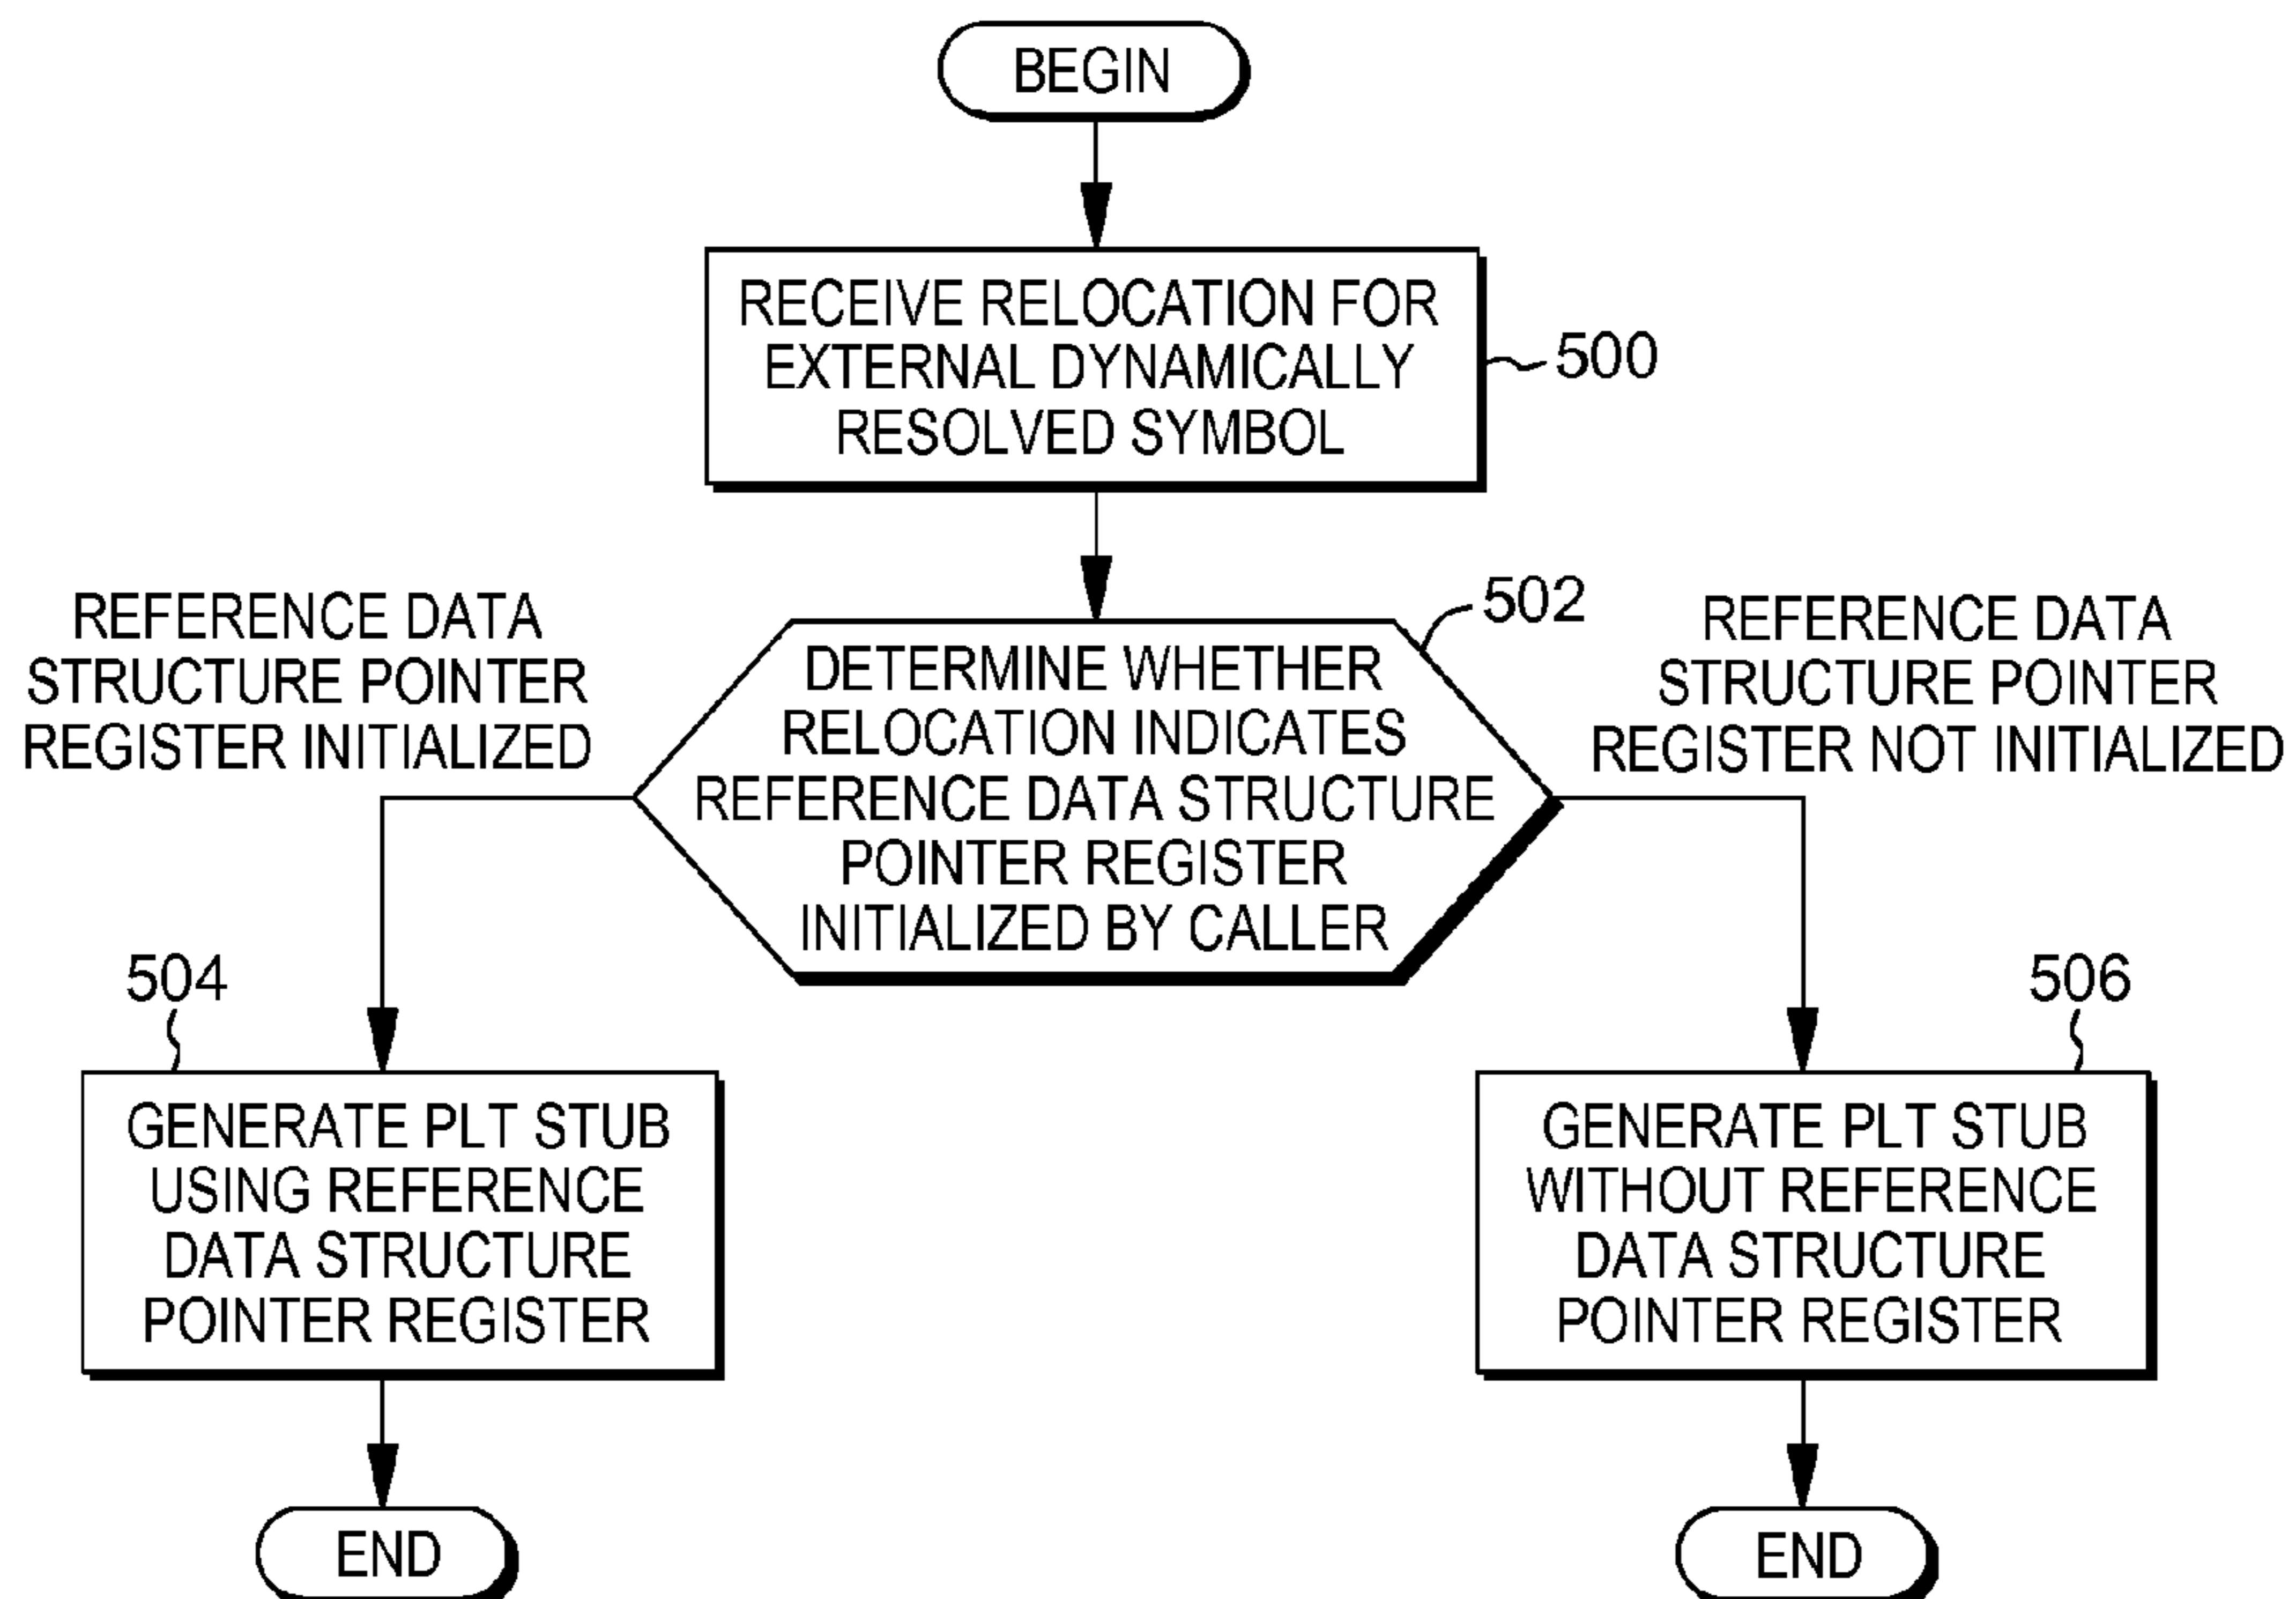 BEGIN
RECEIVE RELOCATION FOR
EXTERNAL DYNAMICALLY
RESOLVED SYMBOL
500
502
DETERMINE WHETHER
RELOCATION INDICATES
REFERENCE DATA STRUCTURE
POINTER REGISTER
INITIALIZED BY CALLER
REFERENCE DATA
STRUCTURE POINTER
REGISTER INITIALIZED
REFERENCE DATA
STRUCTURE POINTER
REGISTER NOT INITIALIZED
504
GENERATE PLT STUB
USING REFERENCE
DATA STRUCTURE
POINTER REGISTER
506
GENERATE PLT STUB
WITHOUT REFERENCE
DATA STRUCTURE
POINTER REGISTER
END
END